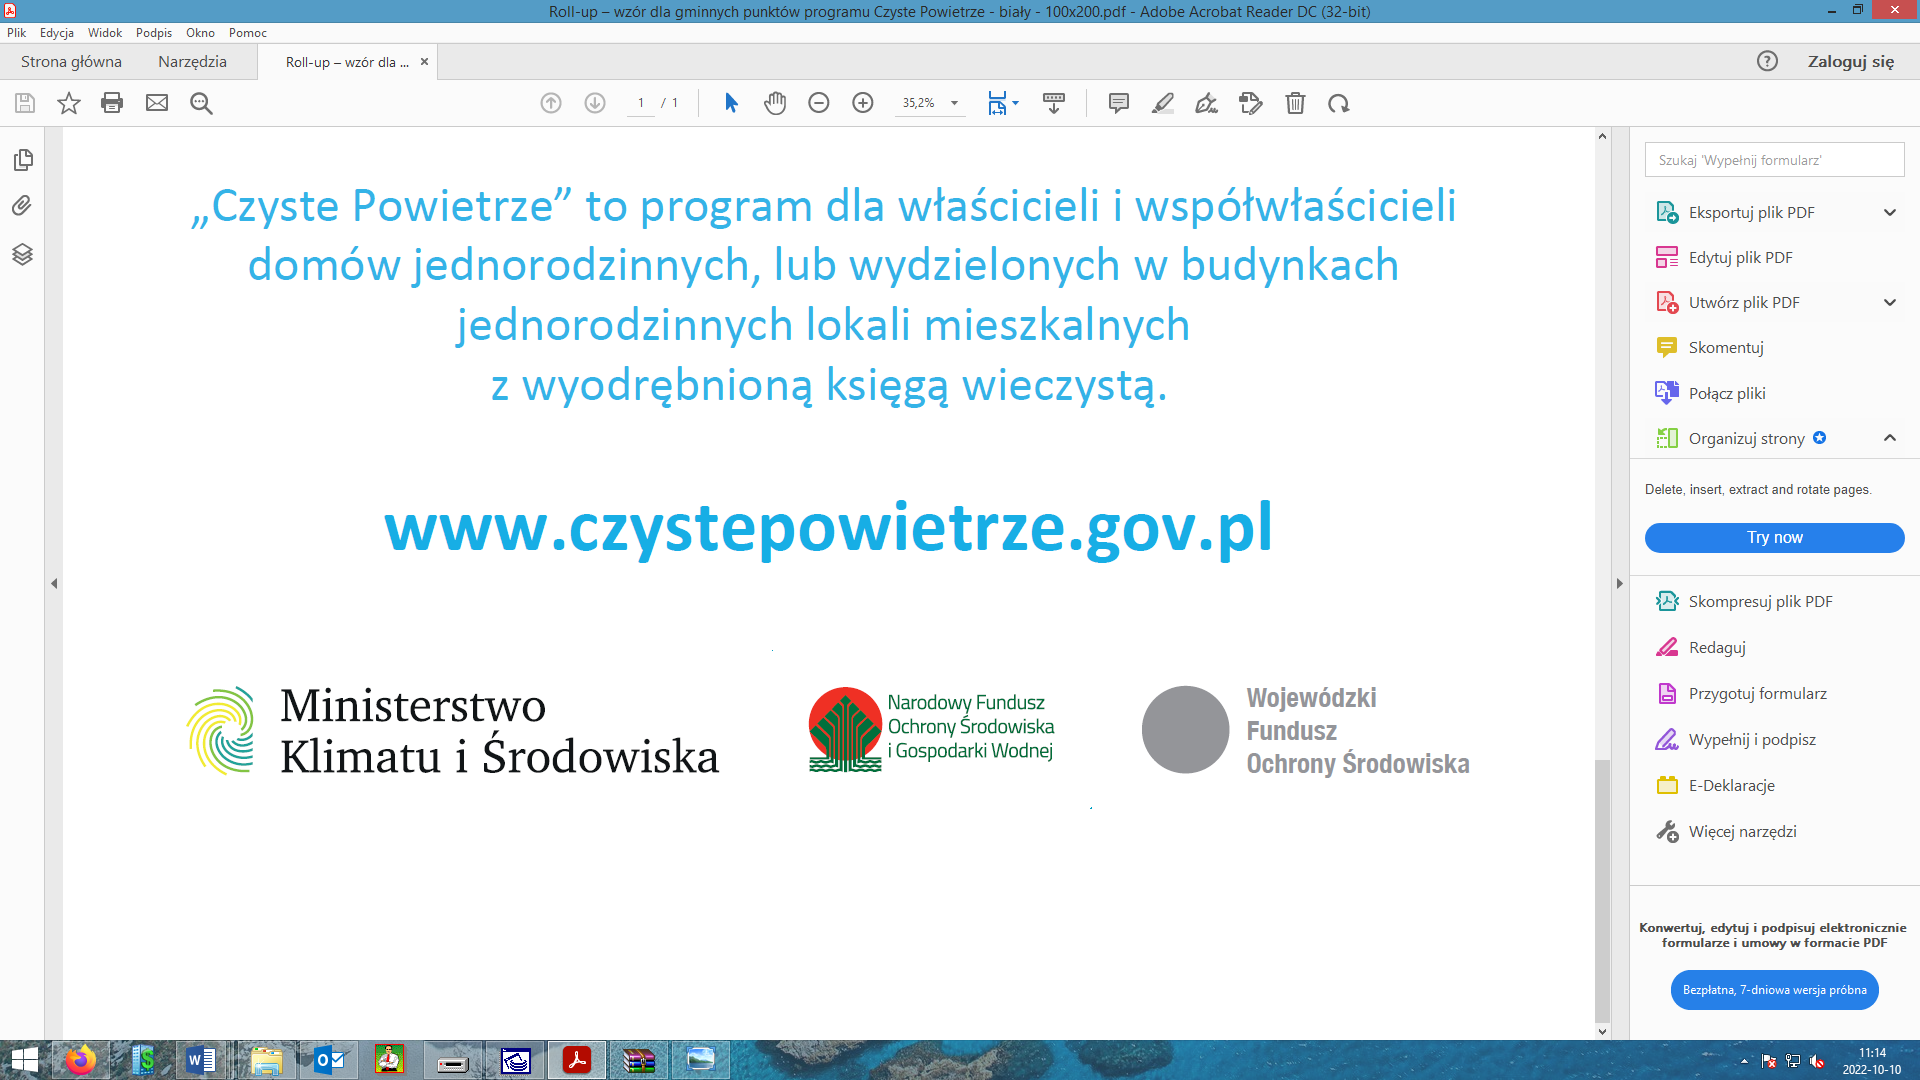 Roll-up – wzór dla gminnych punktów programu Czyste Powietrze - biały - 100x200.pdf - Adobe Acrobat Reader DC (32-bit)
Plik Edycja Widok Podpis Okno Pomoc
Strona główna Narzędzia Roll-up – wzór dla ... × Zaloguj się
1 / 1 35,2%
„Czyste Powietrze” to program dla właścicieli i współwłaścicieli
domów jednorodzinnych, lub wydzielonych w budynkach
jednorodzinnych lokali mieszkalnych
z wyodrębnioną księgą wieczystą.
www.czystepowietrze.gov.pl
Ministerstwo
Klimatu i Środowiska
Narodowy Fundusz
Ochrony Środowiska
i Gospodarki Wodnej
Wojewódzki
Fundusz
Ochrony Środowiska
Szukaj 'Wypełnij formularz'
Eksportuj plik PDF
Edytuj plik PDF
Utwórz plik PDF
Skomentuj
Połącz pliki
Organizuj strony
Delete, insert, extract and rotate pages.
Try now
Skompresuj plik PDF
Redaguj
Przygotuj formularz
Wypełnij i podpisz
E-Deklaracje
Więcej narzędzi
Konwertuj, edytuj i podpisuj elektronicznie
formularze i umowy w formacie PDF
Bezpłatna, 7-dniowa wersja próbna
11:14
2022-10-10